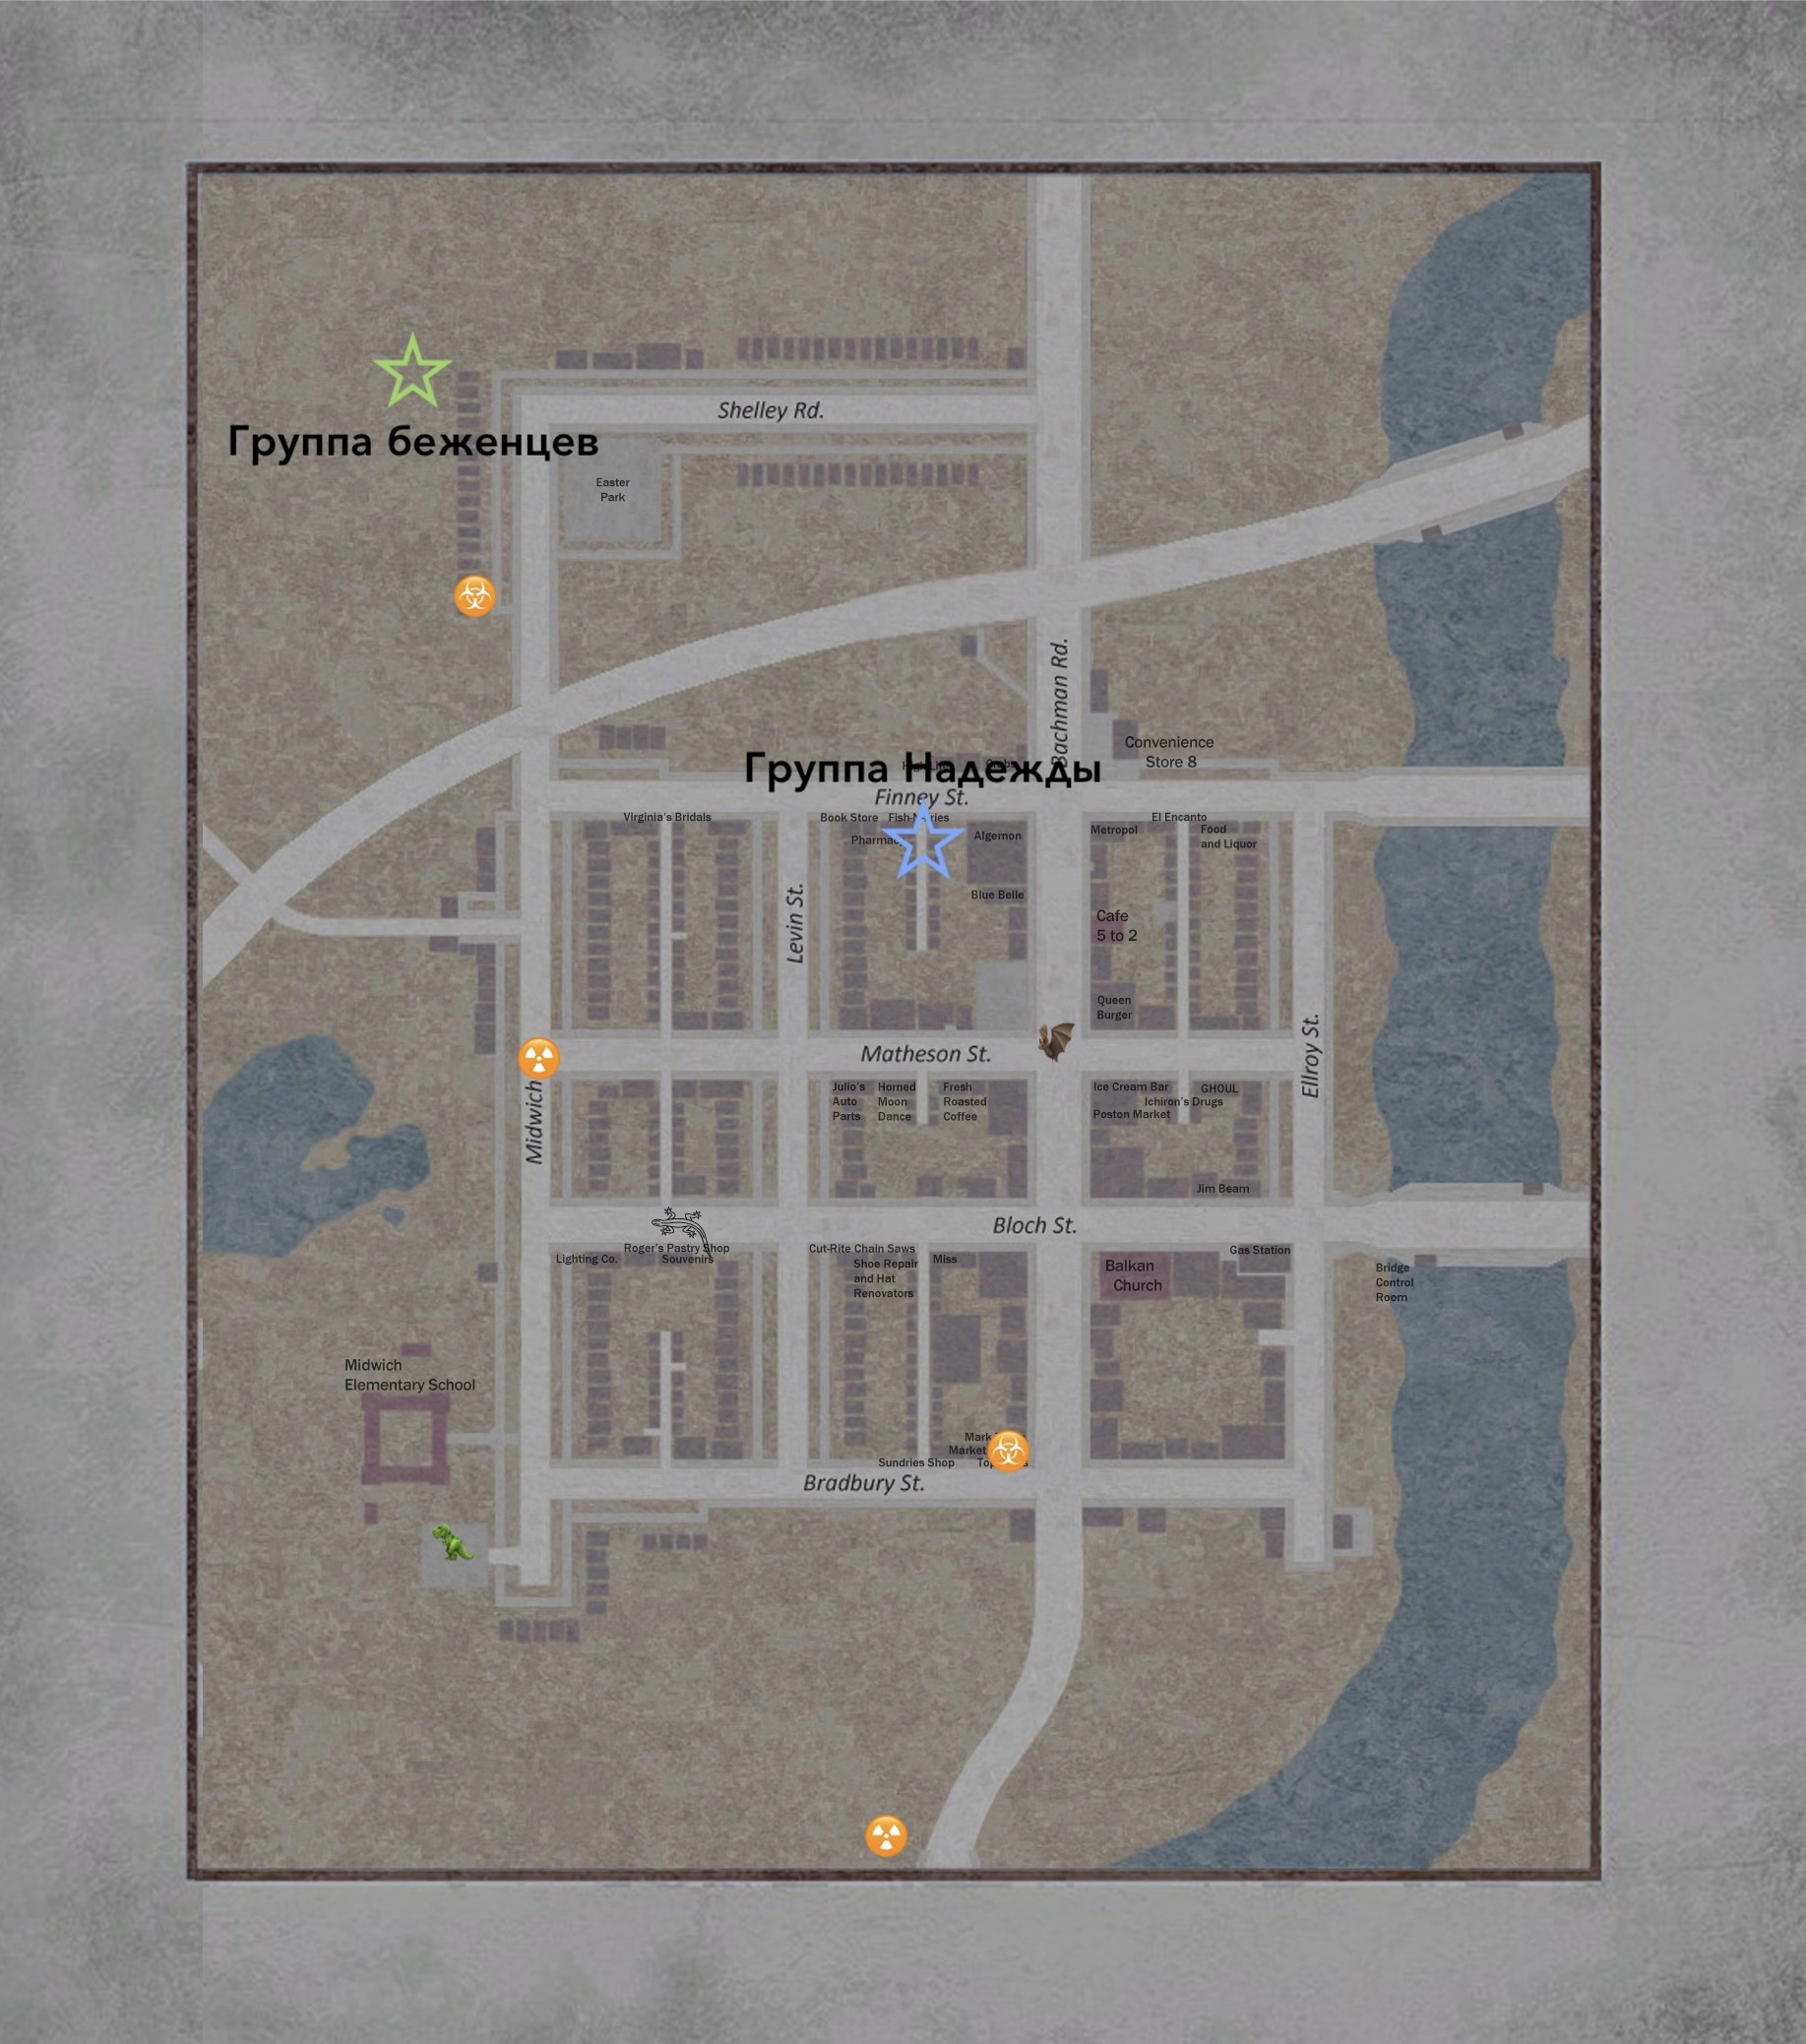 Shelley Rd.
Группа беженцев
Easter
Park
Bachman Rd.
Convenience
Store 8
Группа Надежды
Finney St.
Virginia's Bridals
Book Store
El Encanto
Metropol
Food
and Liquor
Algernon
Blue Belle
Levin St.
Cafe
5 to 2
Queen
Burger
Ellroy St.
Matheson St.
Midwich
Julio's
Auto
Parts
Horned
Moon
Dance
Fresh
Roasted
Coffee
Ice Cream Bar
GHOUL
Ichiron's Drugs
Poston Market
Jim Beam
Bloch St.
Roger's Pastry Shop
Lighting Co.
Souvenirs
Cut-Rite Chain Saws
Shoe Repair
and Hat
Renovators
Miss
Gas Station
Balkan
Church
Bridge
Control
Room
Midwich
Elementary School
Market
Sundries Shop
Bradbury St.